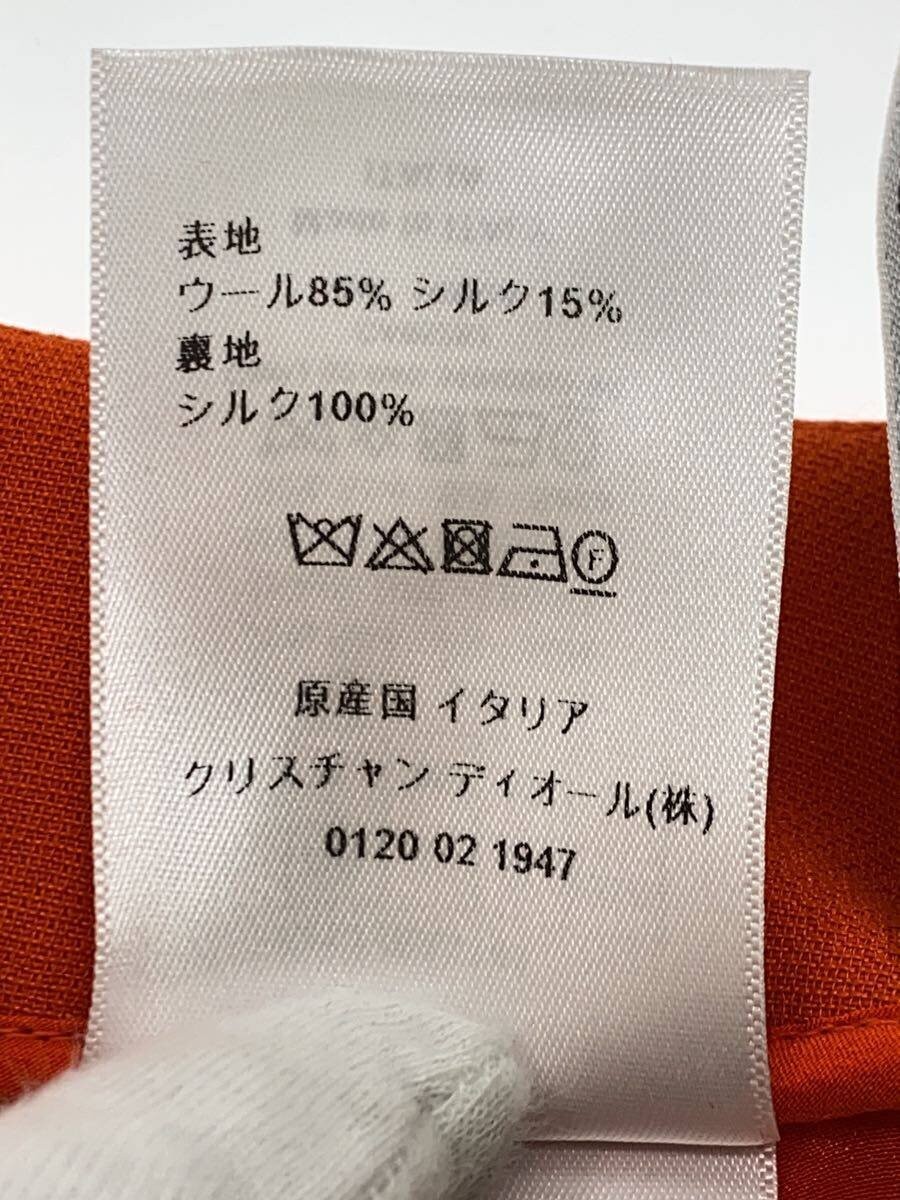 表地
ウール85% シルク15%
裏地
シルク100%
F
原産国 イタリア
クリスチャン ディオール(株)
0120 02 1947